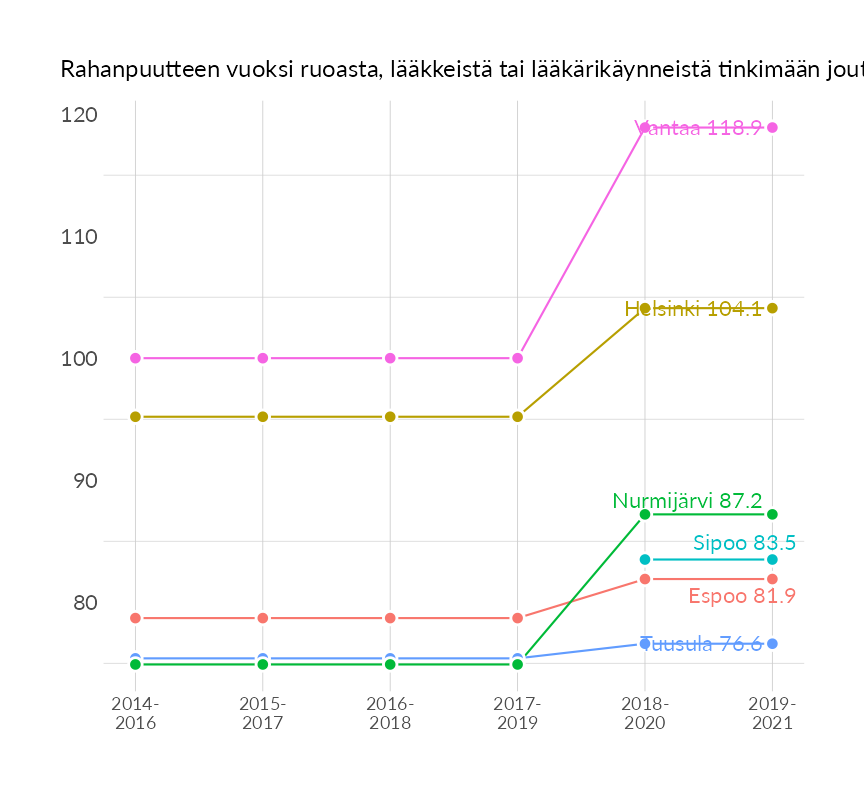 Rahanpuutteen vuoksi ruoasta, lääkkeistä tai lääkärikäynneistä tinkimään
120
110
100
90
80
Vantaa 118.9
Helsinki 104.1
Nurmijärvi 87.2
Sipoo 83.5
Espoo 81.9
Tuusula 76.6
2014-
2016
2015-
2017
2016-
2018
2017-
2019
2018-
2020
2019-
2021